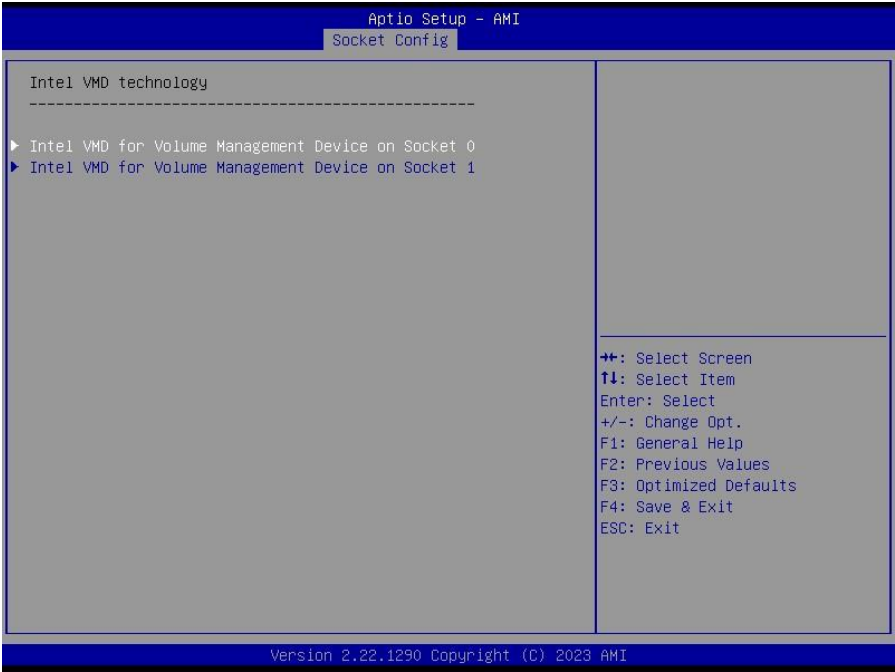 Aptio Setup - AMI
Socket Config
Intel VMD technology
--------------------------------------------------
Intel VMD for Volume Management Device on Socket 0
Intel VMD for Volume Management Device on Socket 1
→←: Select Screen
↑↓: Select Item
Enter: Select
+/-: Change Opt.
F1: General Help
F2: Previous Values
F3: Optimized Defaults
F4: Save & Exit
ESC: Exit
Version 2.22.1290 Copyright (C) 2023 AMI